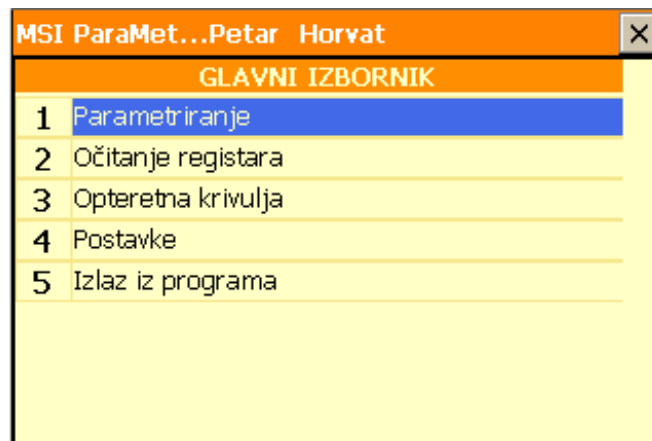 MSI ParaMet...Petar Horvat
GLAVNI IZBORNIK
1 Parametriranje
2 Očitanje registara
3 Opteretna krivulja
4 Postavke
5 Izlaz iz programa